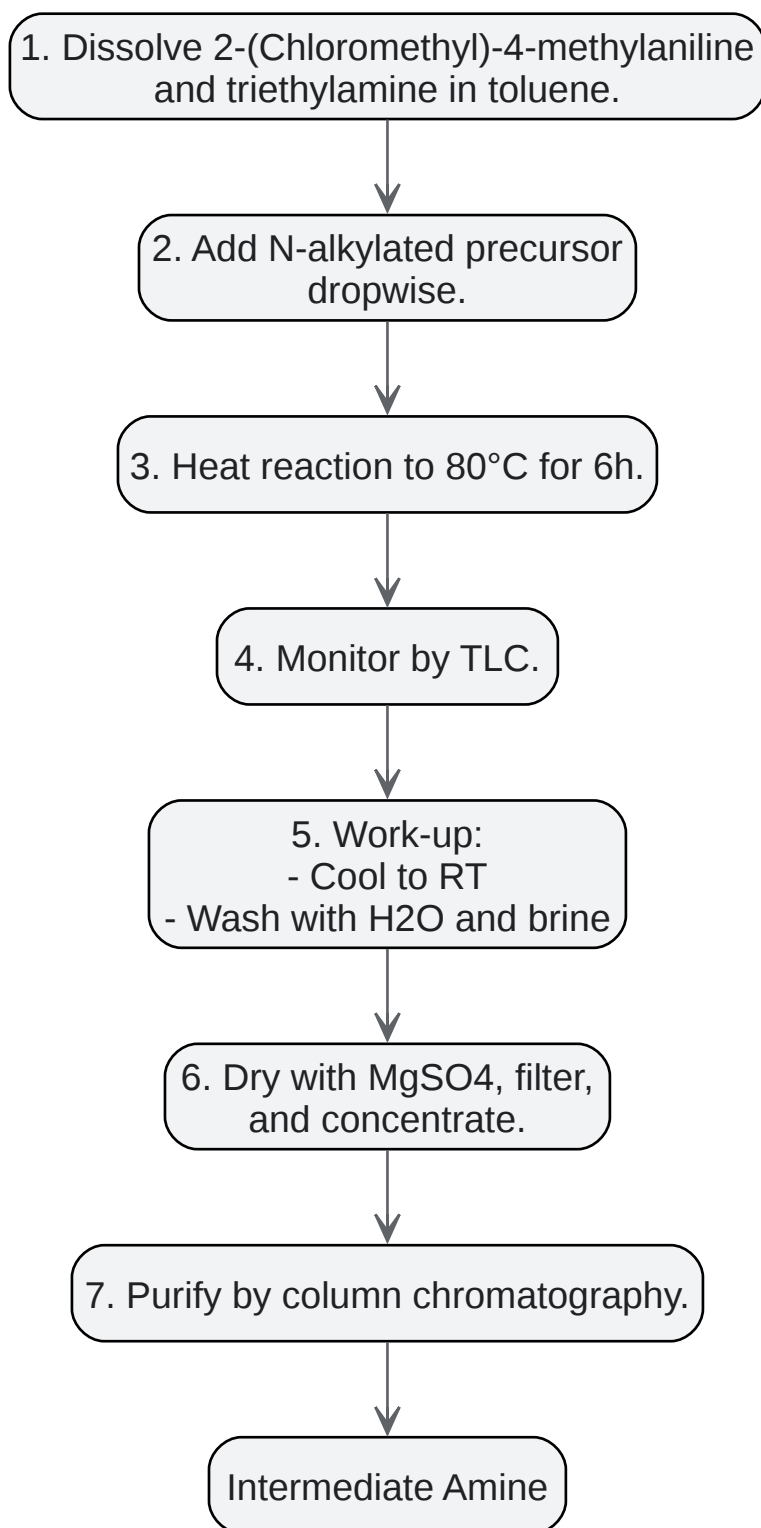 1. Dissolve 2-(Chloromethyl)-4-methylaniline
and triethylamine in toluene.
2. Add N-alkylated precursor
dropwise.
3. Heat reaction to 80°C for 6h.
4. Monitor by TLC.
5. Work-up:
- Cool to RT
- Wash with H2O and brine
6. Dry with MgSO4, filter,
and concentrate.
7. Purify by column chromatography.
Intermediate Amine